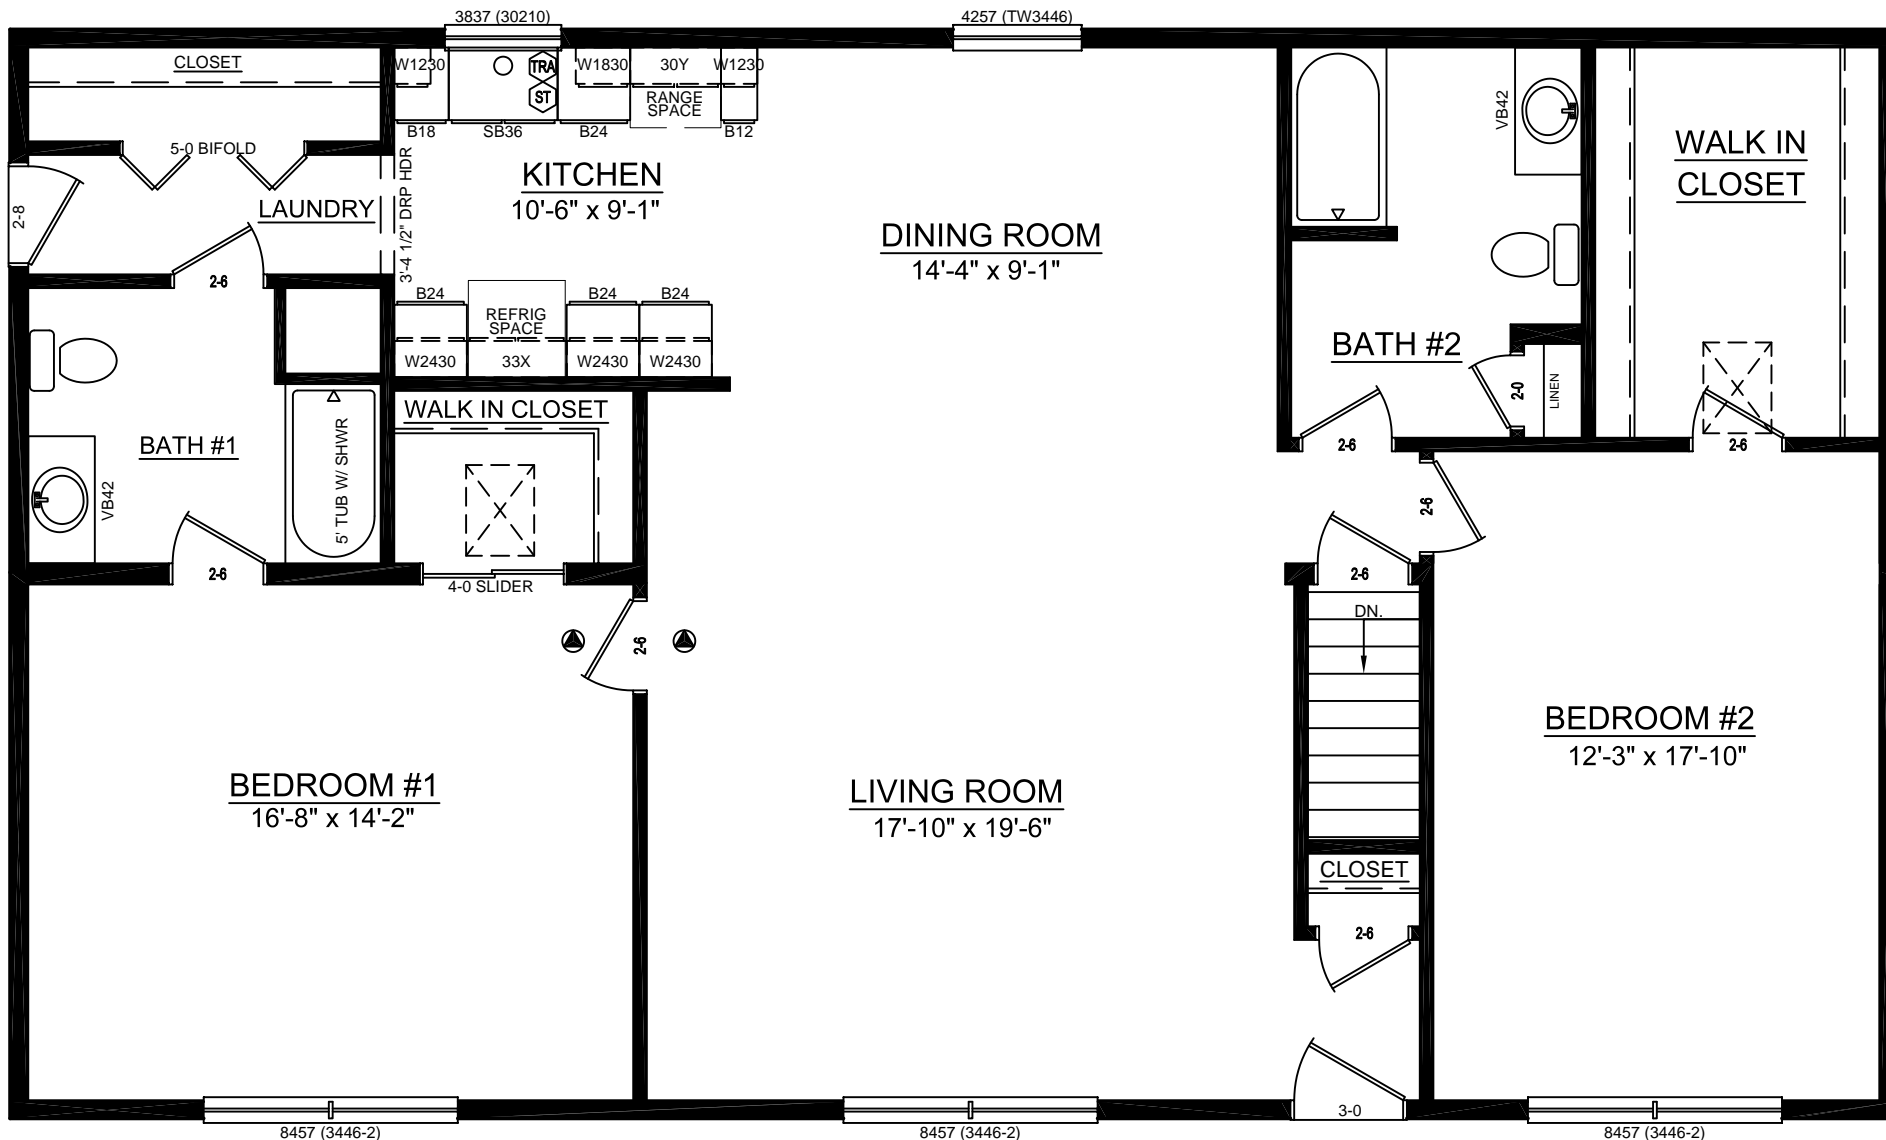 3837 (30210)
4257 (TW3446)
CLOSET
W1230
TRA
ST
W1830
30Y
W1230
RANGE
SPACE
B18
SB36
B24
B12
5-0 BIFOLD
2-8
LAUNDRY
3'-4 1/2" DRP HDR
KITCHEN
10'-6" x 9'-1"
DINING ROOM
14'-4" x 9'-1"
VB42
WALK IN
CLOSET
2-6
B24
REFRIG
SPACE
B24
B24
W2430
33X
W2430
W2430
BATH #2
2-0
LINEN
WALK IN CLOSET
BATH #1
VB42
5' TUB W/ SHWR
2-6
2-6
2-6
2-6
2-6
4-0 SLIDER
2-6
DN.
2-6
BEDROOM #1
16'-8" x 14'-2"
LIVING ROOM
17'-10" x 19'-6"
BEDROOM #2
12'-3" x 17'-10"
CLOSET
2-6
3-0
8457 (3446-2)
8457 (3446-2)
8457 (3446-2)